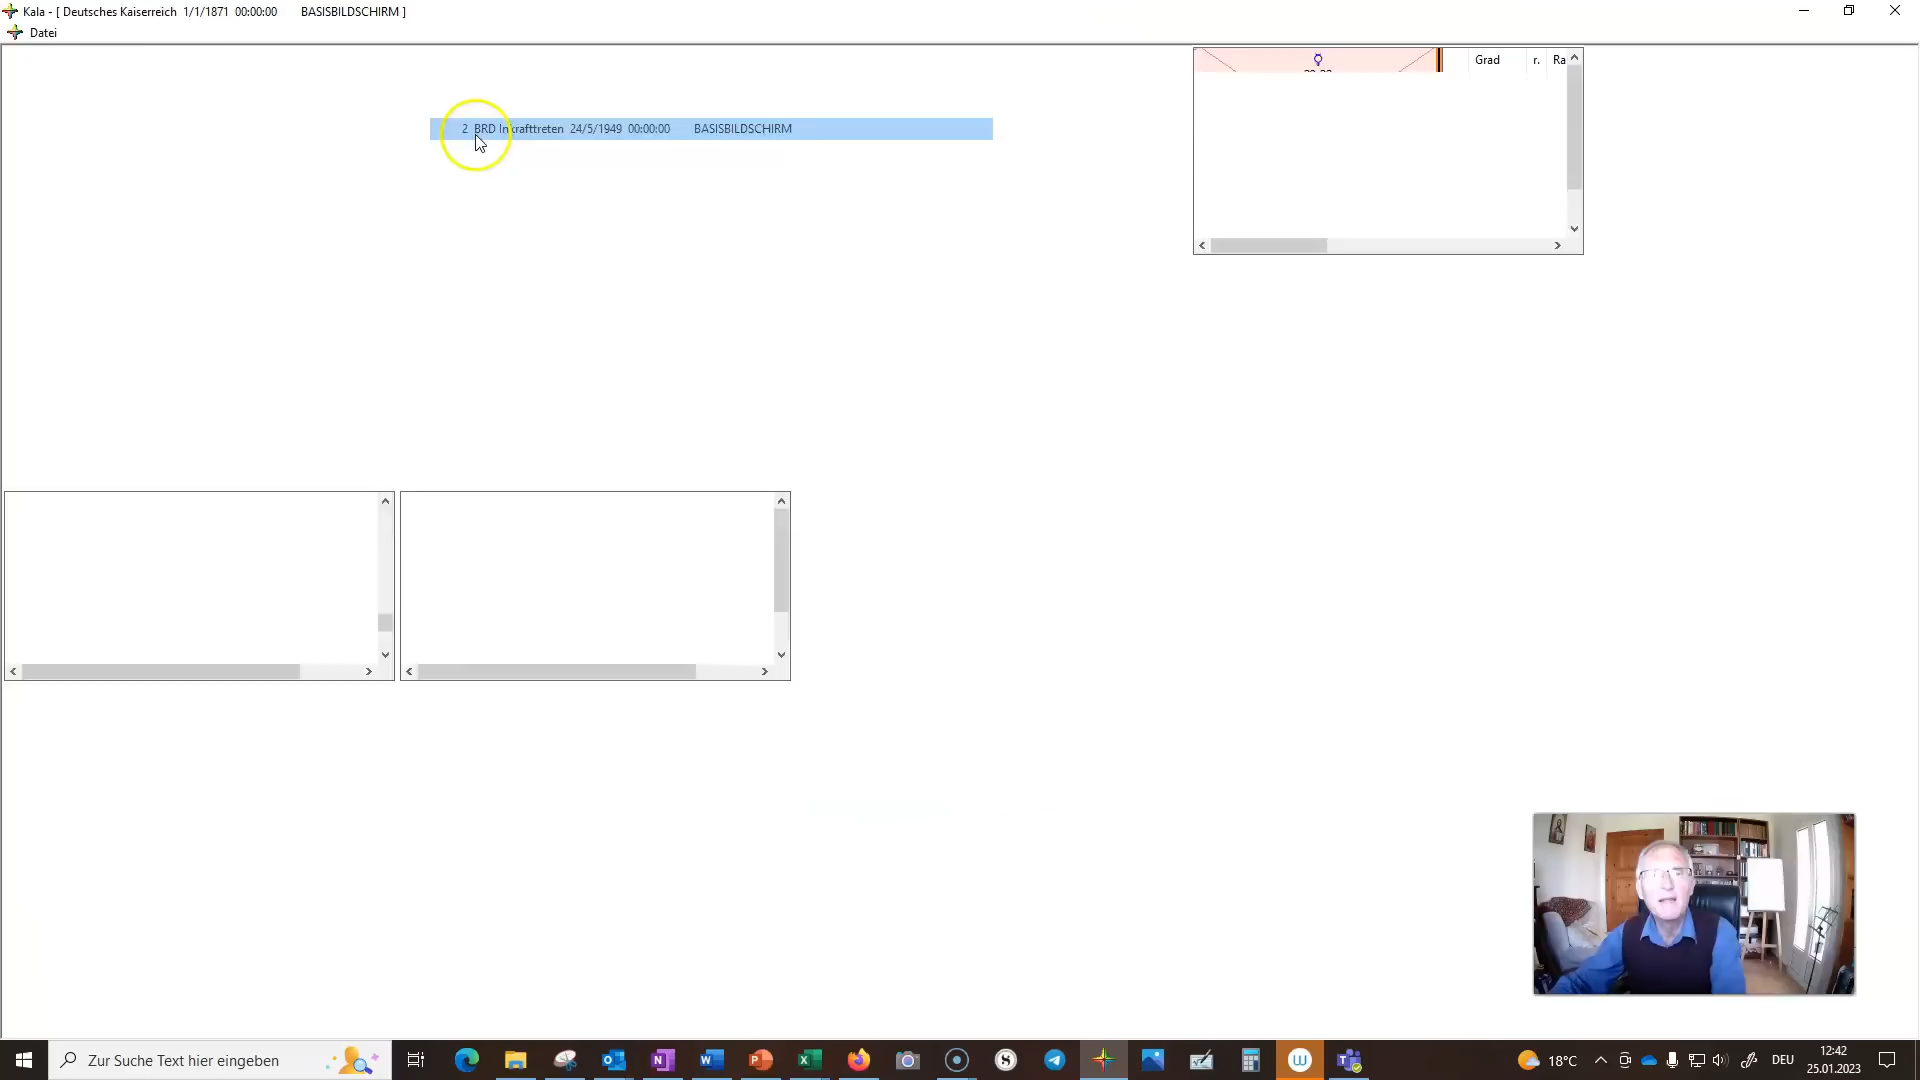 Kala - [ Deutsches Kaiserreich 1/1/1871 00:00:00 BASISBILDSCHIRM ]
Datei
Grad r. Ra
2 BRD Inkrafttreten 24/5/1949 00:00:00 BASISBILDSCHIRM
Zur Suche Text hier eingeben
18°C
DEU
12:42
25.01.2023